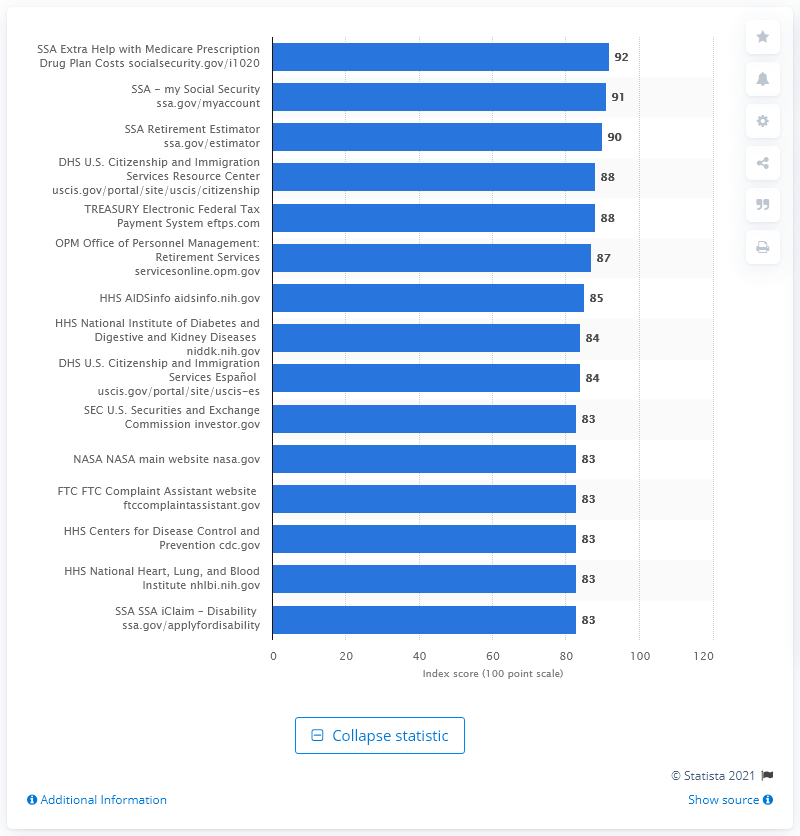 SSA Extra Help with Medicare Prescription
Drug Plan Costs socialsecurity.gov/i1020
92
SSA - my Social Security
ssa.gov/myaccount
91
SSA Retirement Estimator
ssa.gov/estimator
90
DHS U.S. Citizenship and Immigration
Services Resource Center
uscis.gov/portal/site/uscis/citizenship
88
TREASURY Electronic Federal Tax
Payment System eftps.com
88
OPM Office of Personnel Management:
Retirement Services
servicesonline.opm.gov
87
HHS AIDSinfo aidsinfo.nih.gov
85
HHS National Institute of Diabetes and
Digestive and Kidney Diseases
niddk.nih.gov
84
DHS U.S. Citizenship and Immigration
Services Español
uscis.gov/portal/site/uscis-es
84
SEC U.S. Securities and Exchange
Commission investor.gov
83
NASA NASA main website nasa.gov
83
FTC FTC Complaint Assistant website
ftccomplaintassistant.gov
83
HHS Centers for Disease Control and
Prevention cdc.gov
83
HHS National Heart, Lung, and Blood
Institute nhlbi.nih.gov
83
SSA SSA iClaim - Disability
ssa.gov/applyfordisability
83
0 20 40 60 80 100 120
Index score (100 point scale)
Collapse statistic
© Statista 2021
Additional Information
Show source